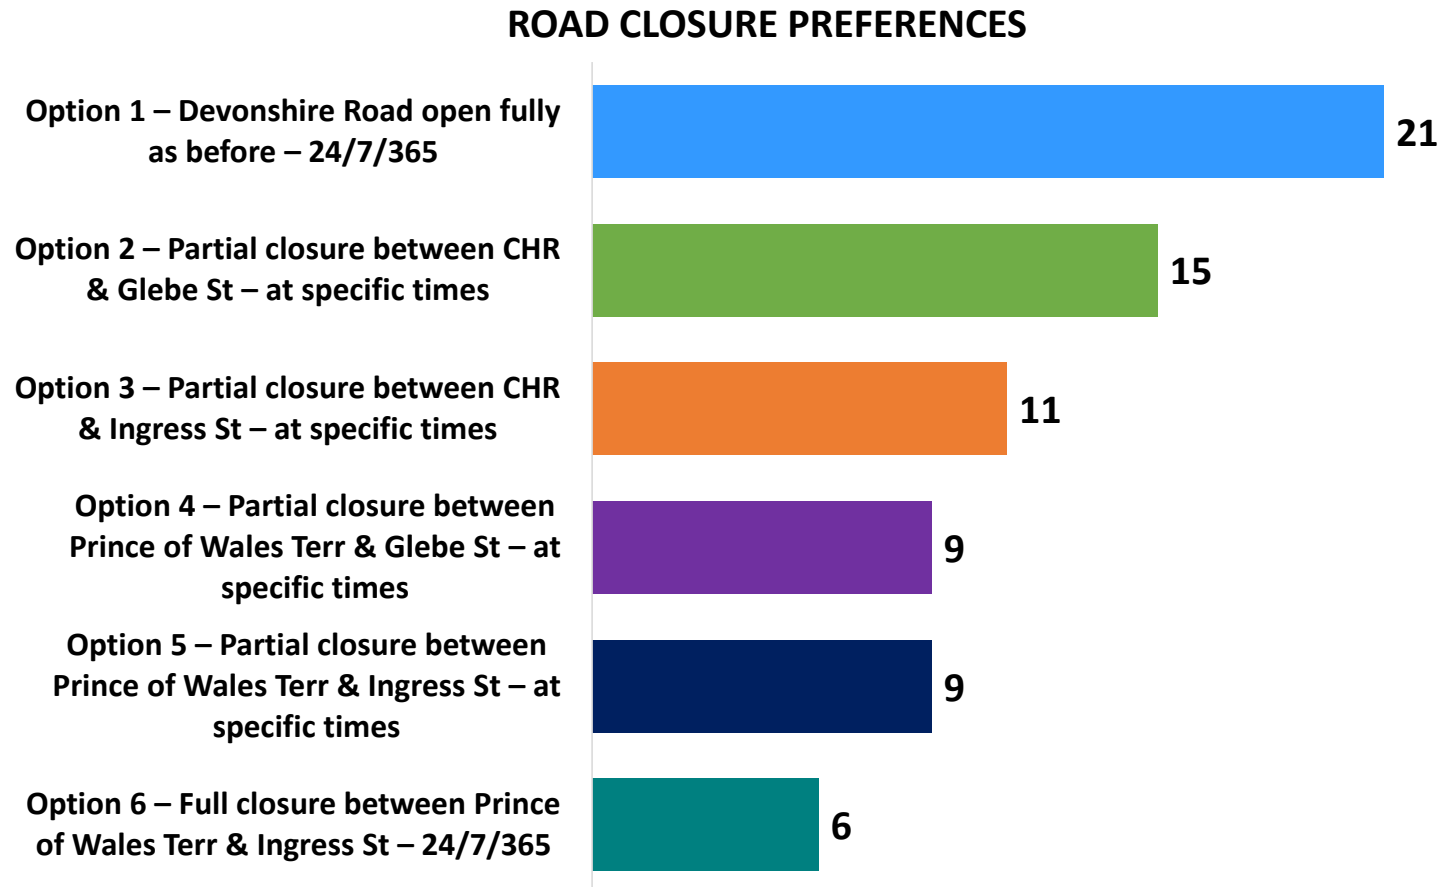 ROAD CLOSURE PREFERENCES
Option 1 – Devonshire Road open fully
as before – 24/7/365
21
Option 2 – Partial closure between CHR
& Glebe St – at specific times
15
Option 3 – Partial closure between CHR
& Ingress St – at specific times
11
Option 4 – Partial closure between
Prince of Wales Terr & Glebe St – at
specific times
9
Option 5 – Partial closure between
Prince of Wales Terr & Ingress St – at
specific times
9
Option 6 – Full closure between Prince
of Wales Terr & Ingress St – 24/7/365
6